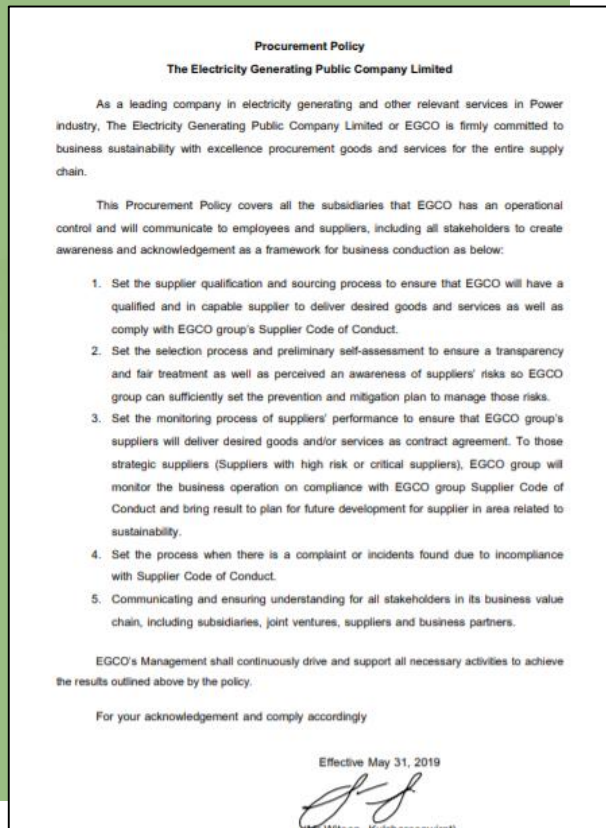 Procurement Policy
The Electricity Generating Public Company Limited
As a leading company in electricity generating and other relevant services in Power
industry, The Electricity Generating Public Company Limited or EGCO is firmly committed to
business sustainability with excellence procurement goods and services for the entire supply
chain.
This Procurement Policy covers all the subsidiaries that EGCO has an operational
control and will communicate to employees and suppliers, including all stakeholders to create
awareness and acknowledgement as a framework for business conduction as below:
1. Set the supplier qualification and sourcing process to ensure that EGCO will have a
qualified and in capable supplier to deliver desired goods and services as well as
comply with EGCO group's Supplier Code of Conduct.
2. Set the selection process and preliminary self-assessment to ensure a transparency
and fair treatment as well as perceived an awareness of suppliers' risks so EGCO
group can sufficiently set the prevention and mitigation plan to manage those risks.
3. Set the monitoring process of suppliers' performance to ensure that EGCO group's
suppliers will deliver desired goods and/or services as contract agreement. To those
strategic suppliers (Suppliers with high risk or critical suppliers), EGCO group will
monitor the business operation on compliance with EGCO group Supplier Code of
Conduct and bring result to plan for future development for supplier in area related to
sustainability.
4. Set the process when there is a complaint or incidents found due to incompliance
with Supplier Code of Conduct.
5. Communicating and ensuring understanding for all stakeholders in its business value
chain, including subsidiaries, joint ventures, suppliers and business partners.
EGCO's Management shall continuously drive and support all necessary activities to achieve
the results outlined above by the policy.
For your acknowledgement and comply accordingly
Effective May 31, 2019